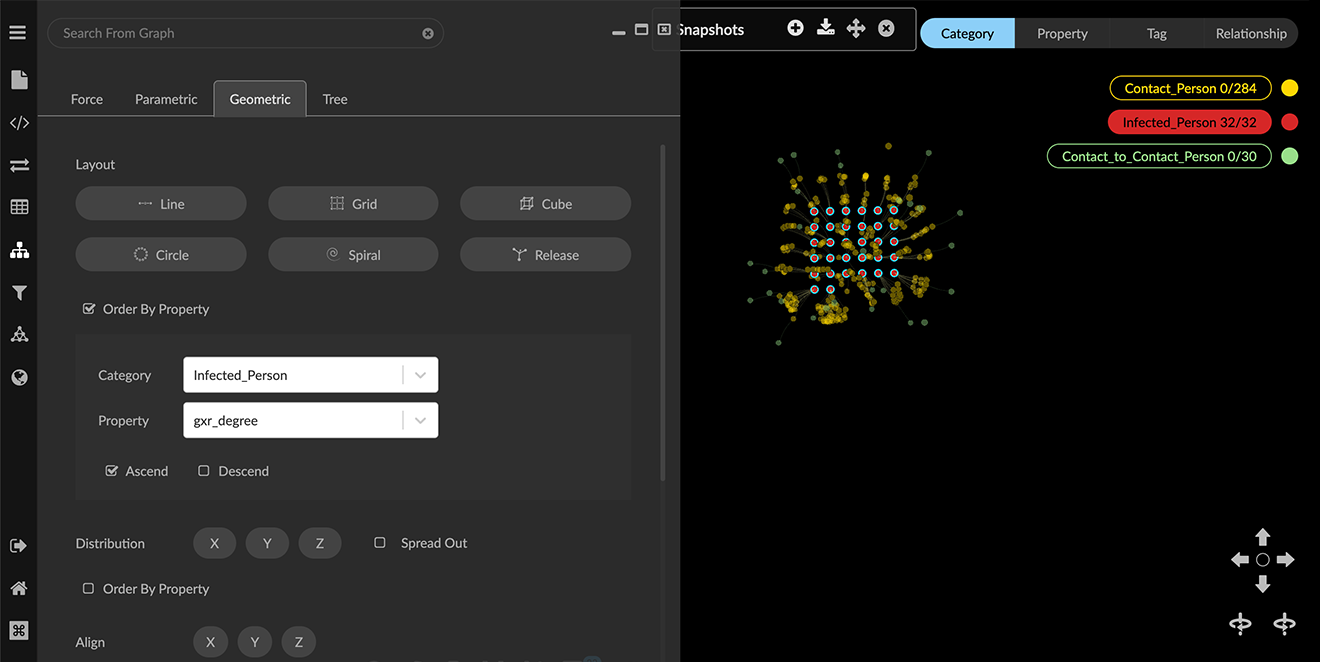 Search From Graph
Snapshots
Category Property Tag Relationship
Force Parametric Geometric Tree
Contact_Person 0/284
Infected_Person 32/32
Contact_to_Contact_Person 0/30
Layout
Line Grid Cube
Circle Spiral Release
Order By Property
Category Infected_Person
Property gxr_degree
Ascend Descend
Distribution X Y Z Spread Out
Order By Property
Align X Y Z